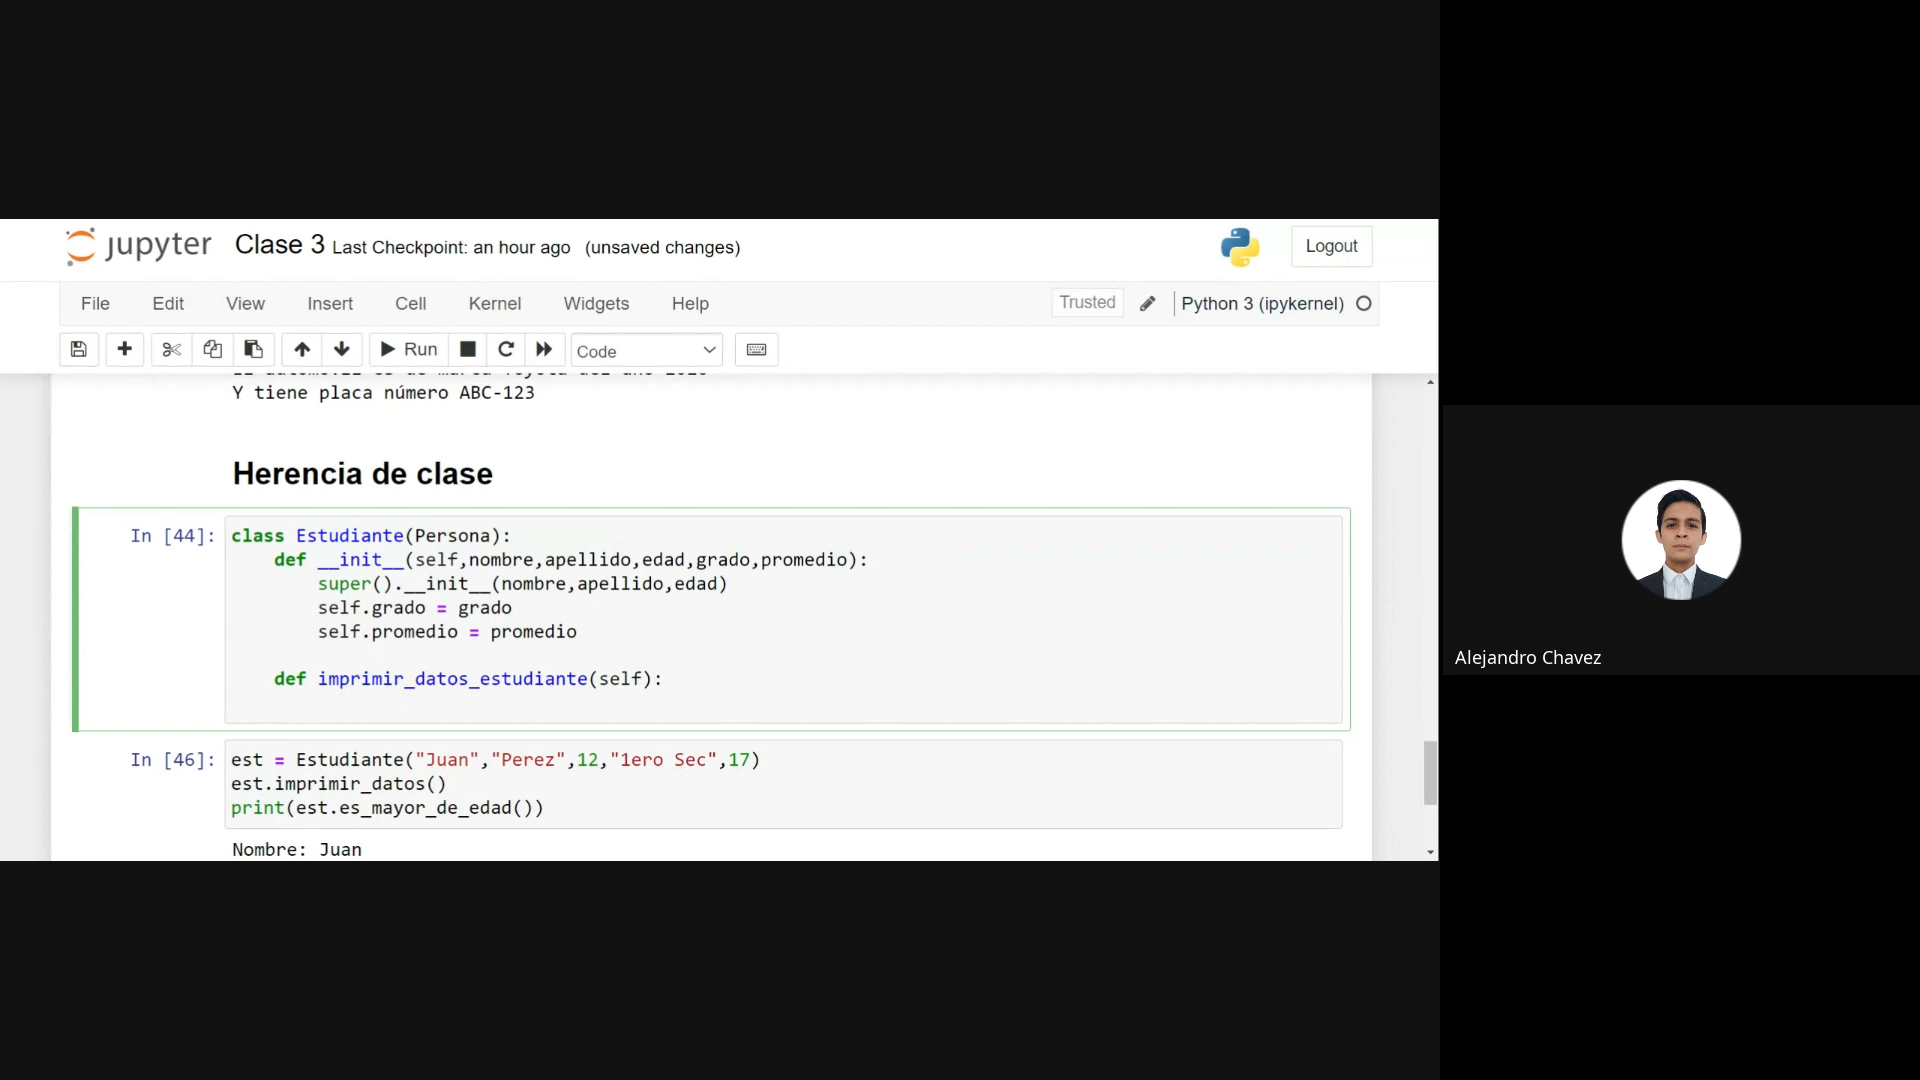 jupyter Clase 3 Last Checkpoint: an hour ago (unsaved changes) Logout
File Edit View Insert Cell Kernel Widgets Help Trusted Python 3 (ipykernel)
Run Code
Y tiene placa número ABC-123
Herencia de clase
In [44]: class Estudiante(Persona):
def __init__(self,nombre,apellido,edad,grado,promedio):
super().__init__(nombre,apellido,edad)
self.grado = grado
self.promedio = promedio
def imprimir_datos_estudiante(self):
In [46]: est = Estudiante("Juan","Perez",12,"1ero Sec",17)
est.imprimir_datos()
print(est.es_mayor_de_edad())
Nombre: Juan
Alejandro Chavez